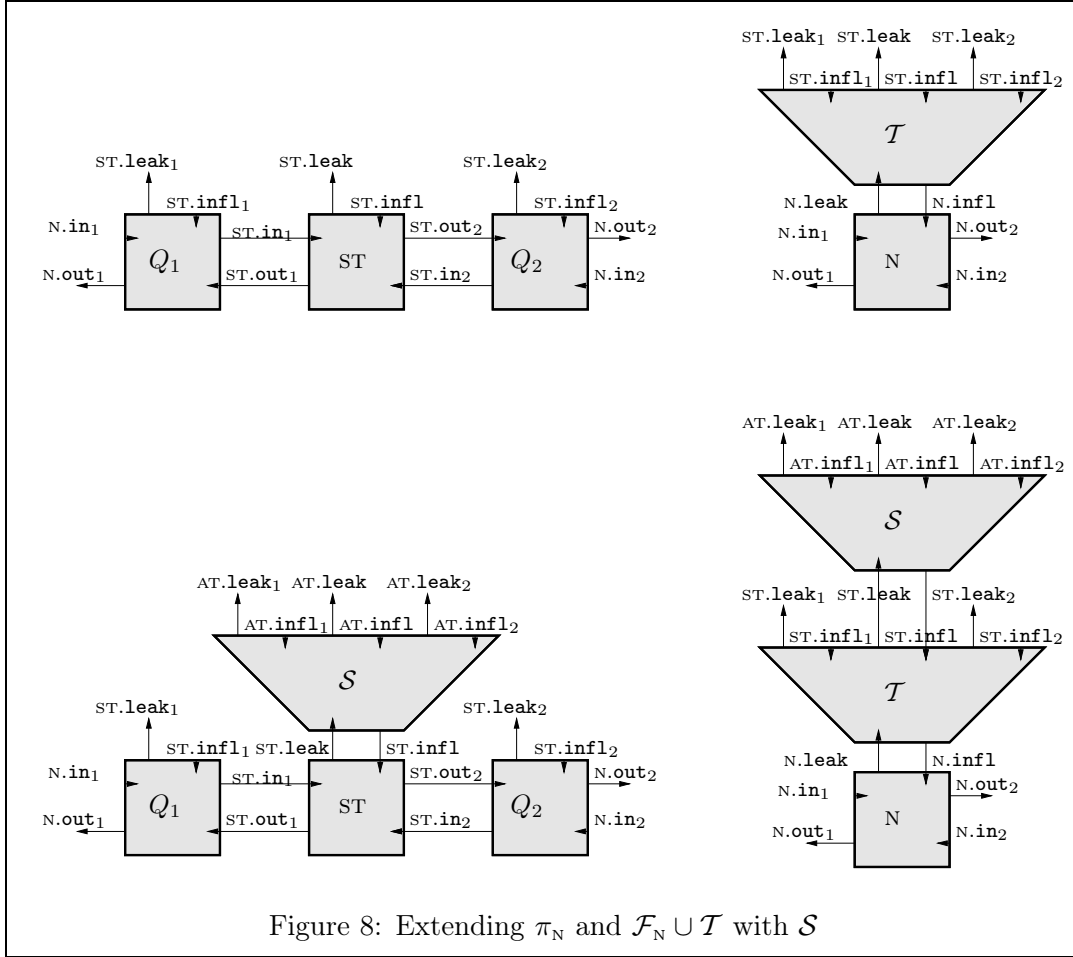 ST.leak₁ ST.leak ST.leak₂
ST.infl₁ ST.infl ST.infl₂
𝒯
ST.leak₁ ST.leak ST.leak₂
ST.infl₁ ST.infl ST.infl₂ N.leak N.infl
N.in₁ ST.in₁ ST.out₂ N.out₂ N.in₁ N.out₂
Q₁ ST Q₂ N
N.out₁ ST.out₁ ST.in₂ N.in₂ N.out₁ N.in₂
AT.leak₁ AT.leak AT.leak₂
AT.infl₁ AT.infl AT.infl₂
𝒮
AT.leak₁ AT.leak AT.leak₂ ST.leak₁ ST.leak ST.leak₂
AT.infl₁ AT.infl AT.infl₂ ST.infl₁ ST.infl ST.infl₂
𝒮 𝒯
ST.leak₁ ST.leak₂
ST.infl₁ ST.leak ST.infl ST.infl₂ N.leak N.infl
N.in₁ ST.in₁ ST.out₂ N.out₂ N.in₁ N.out₂
Q₁ ST Q₂ N
N.out₁ ST.out₁ ST.in₂ N.in₂ N.out₁ N.in₂
Figure 8: Extending π_N and ℱ_N ∪ 𝒯 with 𝒮